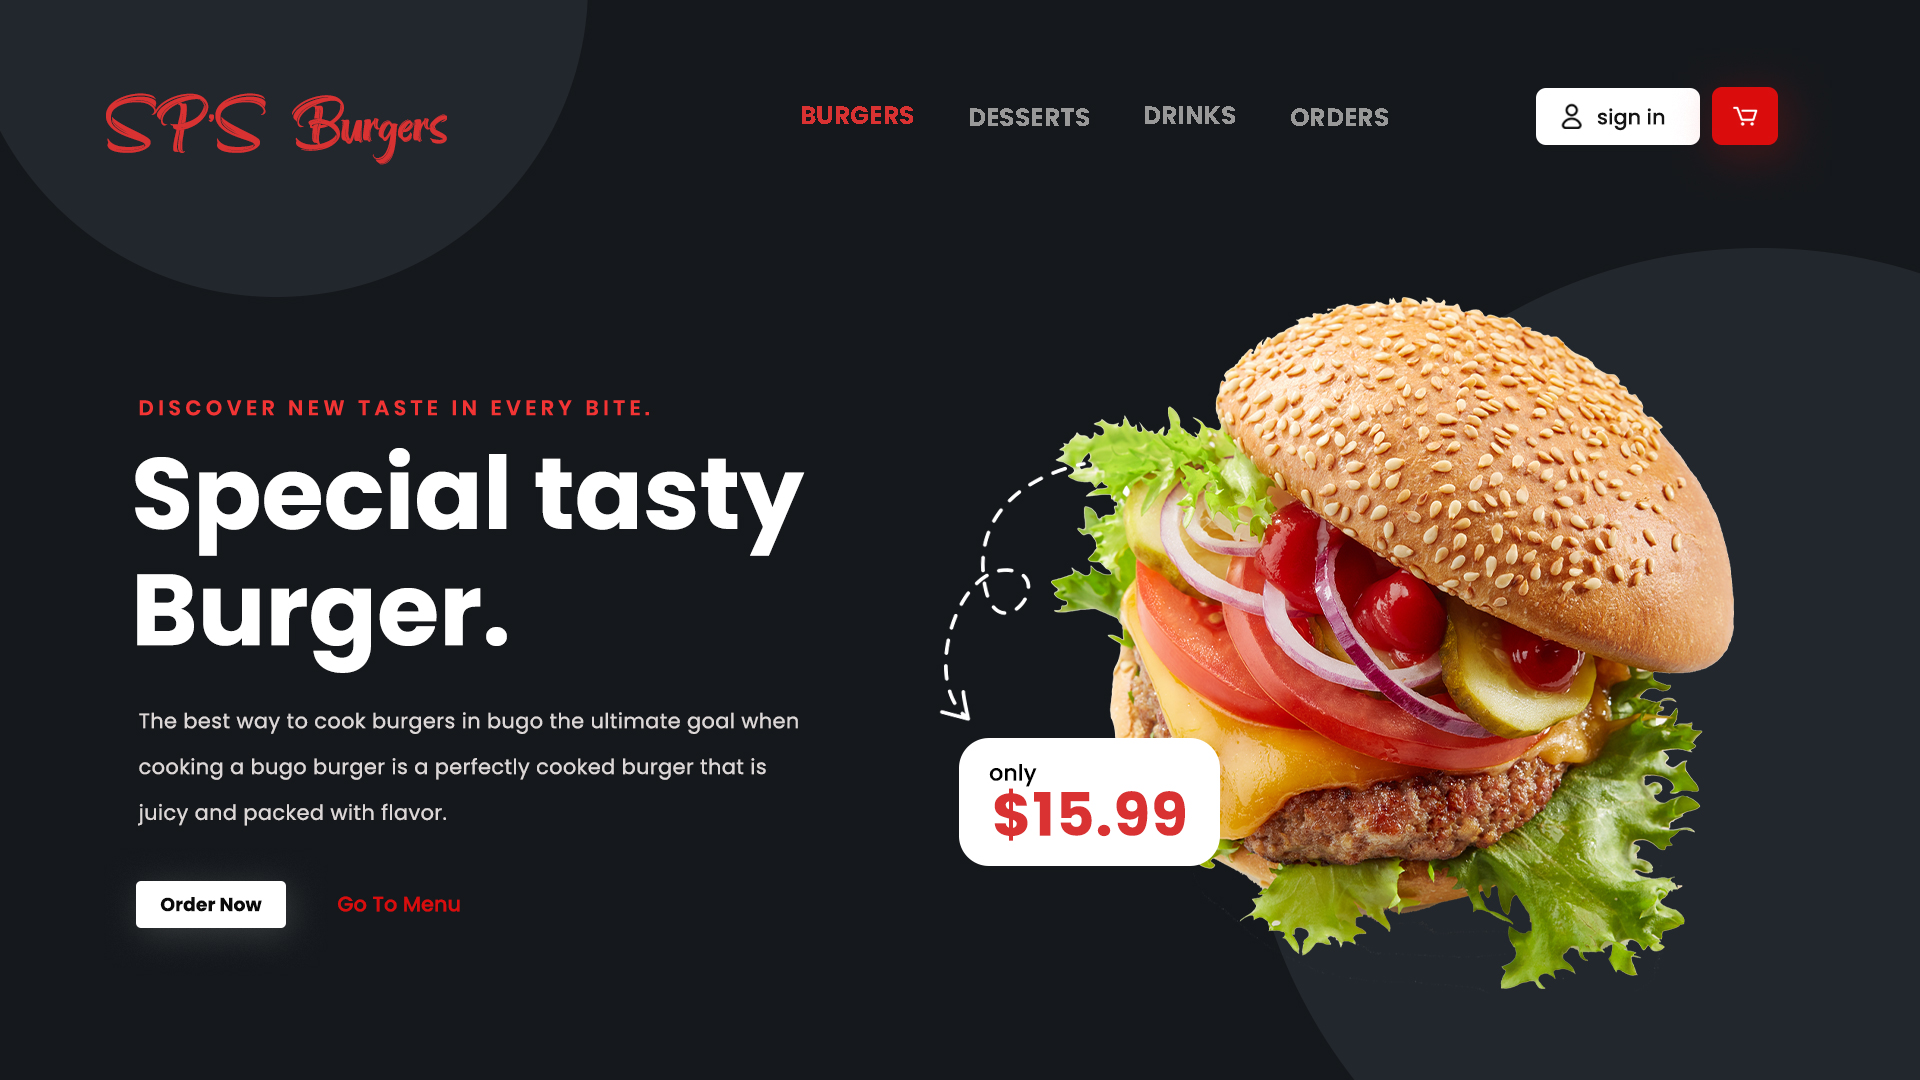 SP'S Burgers
BURGERS DESSERTS DRINKS ORDERS
sign in
DISCOVER NEW TASTE IN EVERY BITE.
Special tasty
Burger.
The best way to cook burgers in bugo the ultimate goal when
cooking a bugo burger is a perfectly cooked burger that is
juicy and packed with flavor.
Order Now
Go To Menu
only
$15.99